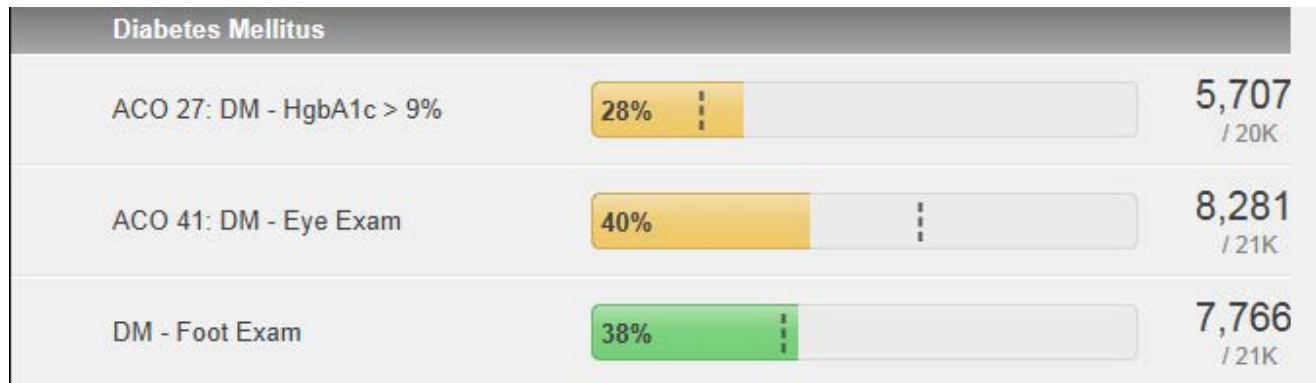 Diabetes Mellitus
ACO 27: DM - HgbA1c > 9%
28%
5,707
/ 20K
ACO 41: DM - Eye Exam
40%
8,281
/ 21K
DM - Foot Exam
38%
7,766
/ 21K